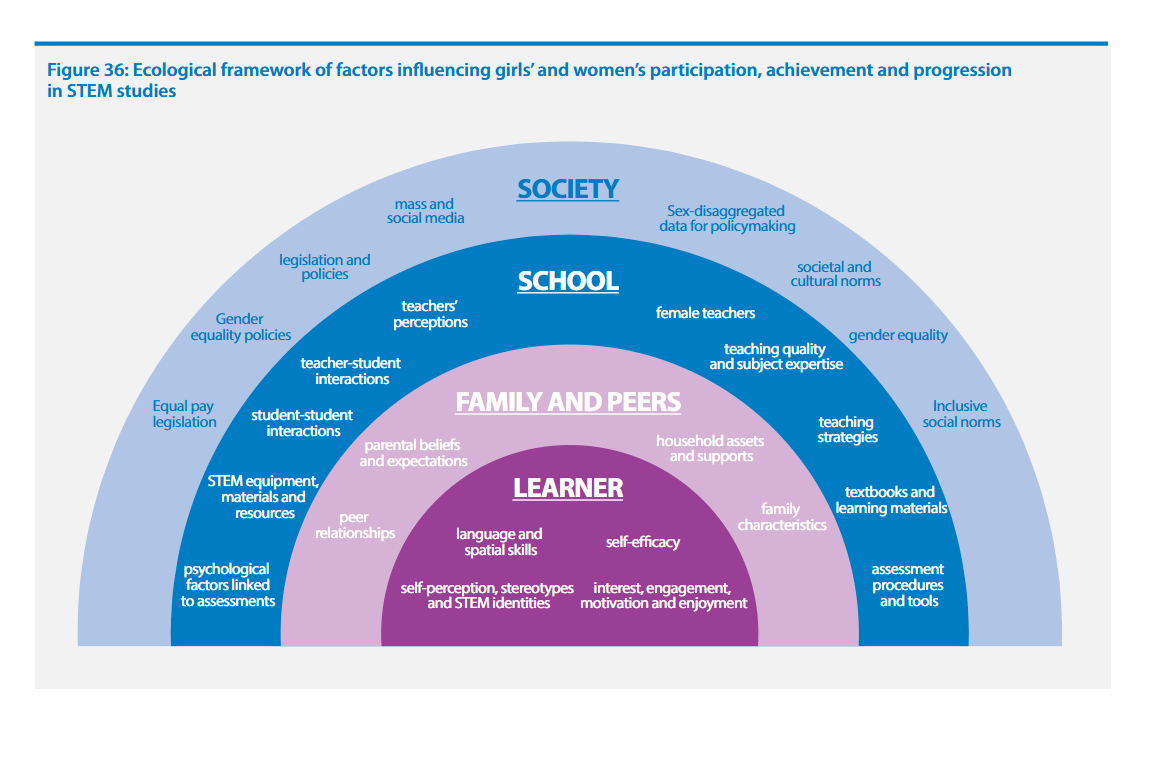 Figure 36: Ecological framework of factors influencing girls’ and women’s participation, achievement and progression
in STEM studies
SOCIETY
mass and
social media
Sex-disaggregated
data for policymaking
legislation and
policies
societal and
cultural norms
Gender
equality policies
gender equality
Equal pay
legislation
Inclusive
social norms
SCHOOL
teachers’
perceptions
female teachers
teacher-student
interactions
teaching quality
and subject expertise
student-student
interactions
teaching
strategies
STEM equipment,
materials and
resources
textbooks and
learning materials
psychological
factors linked
to assessments
assessment
procedures
and tools
FAMILY AND PEERS
parental beliefs
and expectations
household assets
and supports
peer
relationships
family
characteristics
LEARNER
language and
spatial skills
self-efficacy
self-perception, stereotypes
and STEM identities
interest, engagement,
motivation and enjoyment